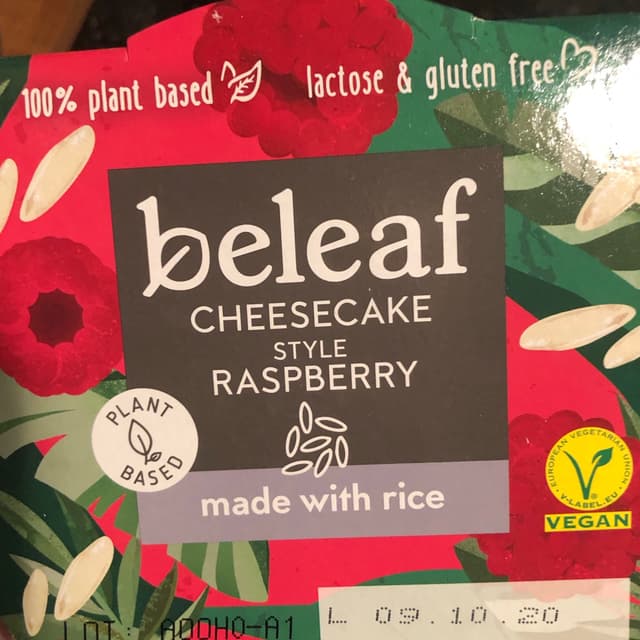 100% plant based
lactose & gluten free
beleaf
CHEESECAKE
STYLE
RASPBERRY
PLANT
BASED
made with rice
EUROPEAN VEGETARIAN UNION
V-LABEL.EU
VEGAN
L 09.10.20
LOT: